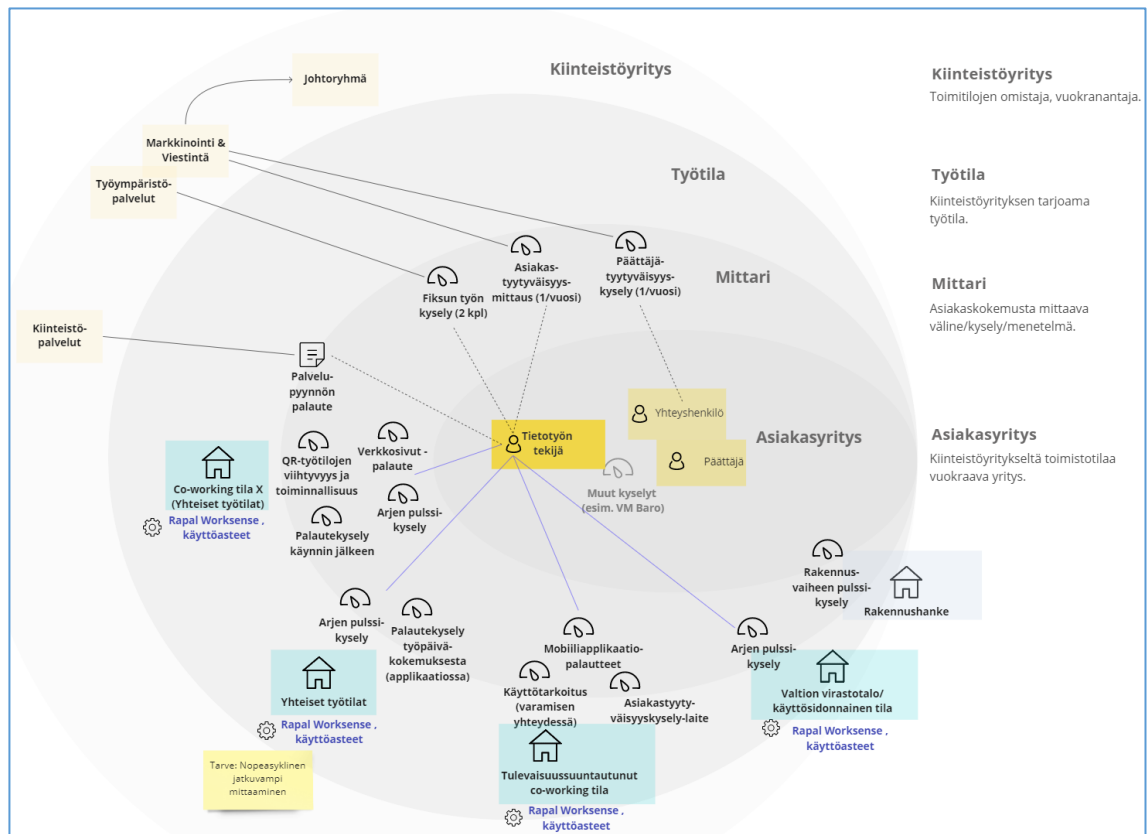 Kiinteistöyritys
Kiinteistöyritys
Toimitilojen omistaja, vuokranantaja.
Johtoryhmä
Markkinointi &
Viestintä
Työympäristö-
palvelut
Työtila
Työtila
Kiinteistöyrityksen tarjoama
työtila.
Asiakas-
tyytyväisyys-
mittaus (1/vuosi)
Päättäjä-
tyytyväisyys-
kysely (1/vuosi)
Fiksun työn
kysely (2 kpl)
Mittari
Mittari
Asiakaskokemusta mittaava
väline/kysely/menetelmä.
Kiinteistö-
palvelut
Palvelu-
pyynnön
palaute
Yhteyshenkilö
Päättäjä
Tietotyön
tekijä
Asiakasyritys
Asiakasyritys
Kiinteistöyritykseltä toimistotilaa
vuokraava yritys.
Muut kyselyt
(esim. VM Baro)
Verkkosivut -
palaute
QR-työtilojen
viihtyvyys ja
toiminnallisuus
Arjen pulssi-
kysely
Palautekysely
käynnin jälkeen
Co-working tila X
(Yhteiset työtilat)
Rapal Worksense ,
käyttöasteet
Rakennus-
vaiheen pulssi-
kysely
Rakennushanke
Arjen pulssi-
kysely
Palautekysely
työpäivä-
kokemuksesta
(applikaatiossa)
Yhteiset työtilat
Rapal Worksense ,
käyttöasteet
Mobiiliapplikaatio-
palautteet
Käyttötarkoitus
(varamisen
yhteydessä)
Asiakastyyty-
väisyyskysely-laite
Tulevaisuussuuntautunut
co-working tila
Rapal Worksense ,
käyttöasteet
Arjen pulssi-
kysely
Valtion virastotalo/
käyttösidonnainen tila
Rapal Worksense ,
käyttöasteet
Tarve: Nopeasyklinen
jatkuvampi
mittaaminen